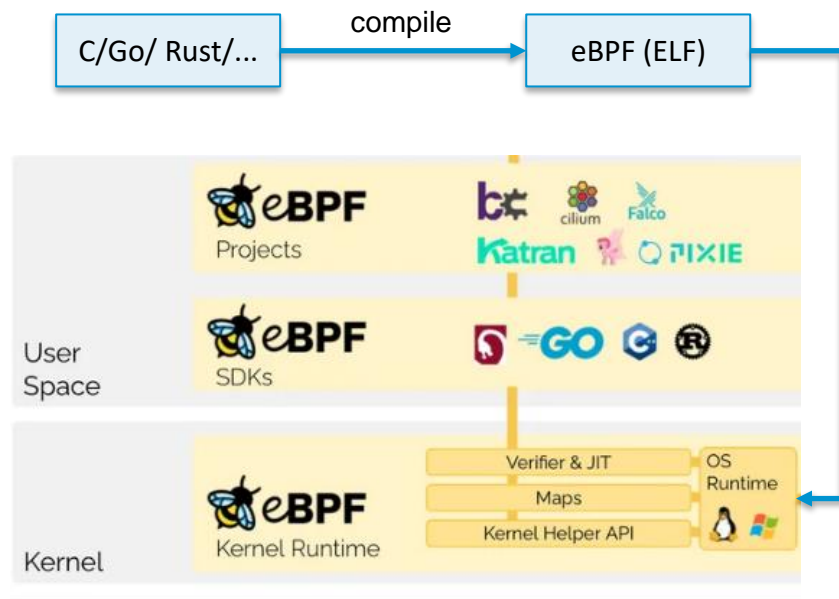 compile
C/Go/ Rust/...
eBPF (ELF)
eBPF
Projects
bc
cilium
Falco
Katran
PIXIE
User
Space
eBPF
SDKs
GO
C++
R
Kernel
eBPF
Kernel Runtime
Verifier & JIT
Maps
Kernel Helper API
OS
Runtime